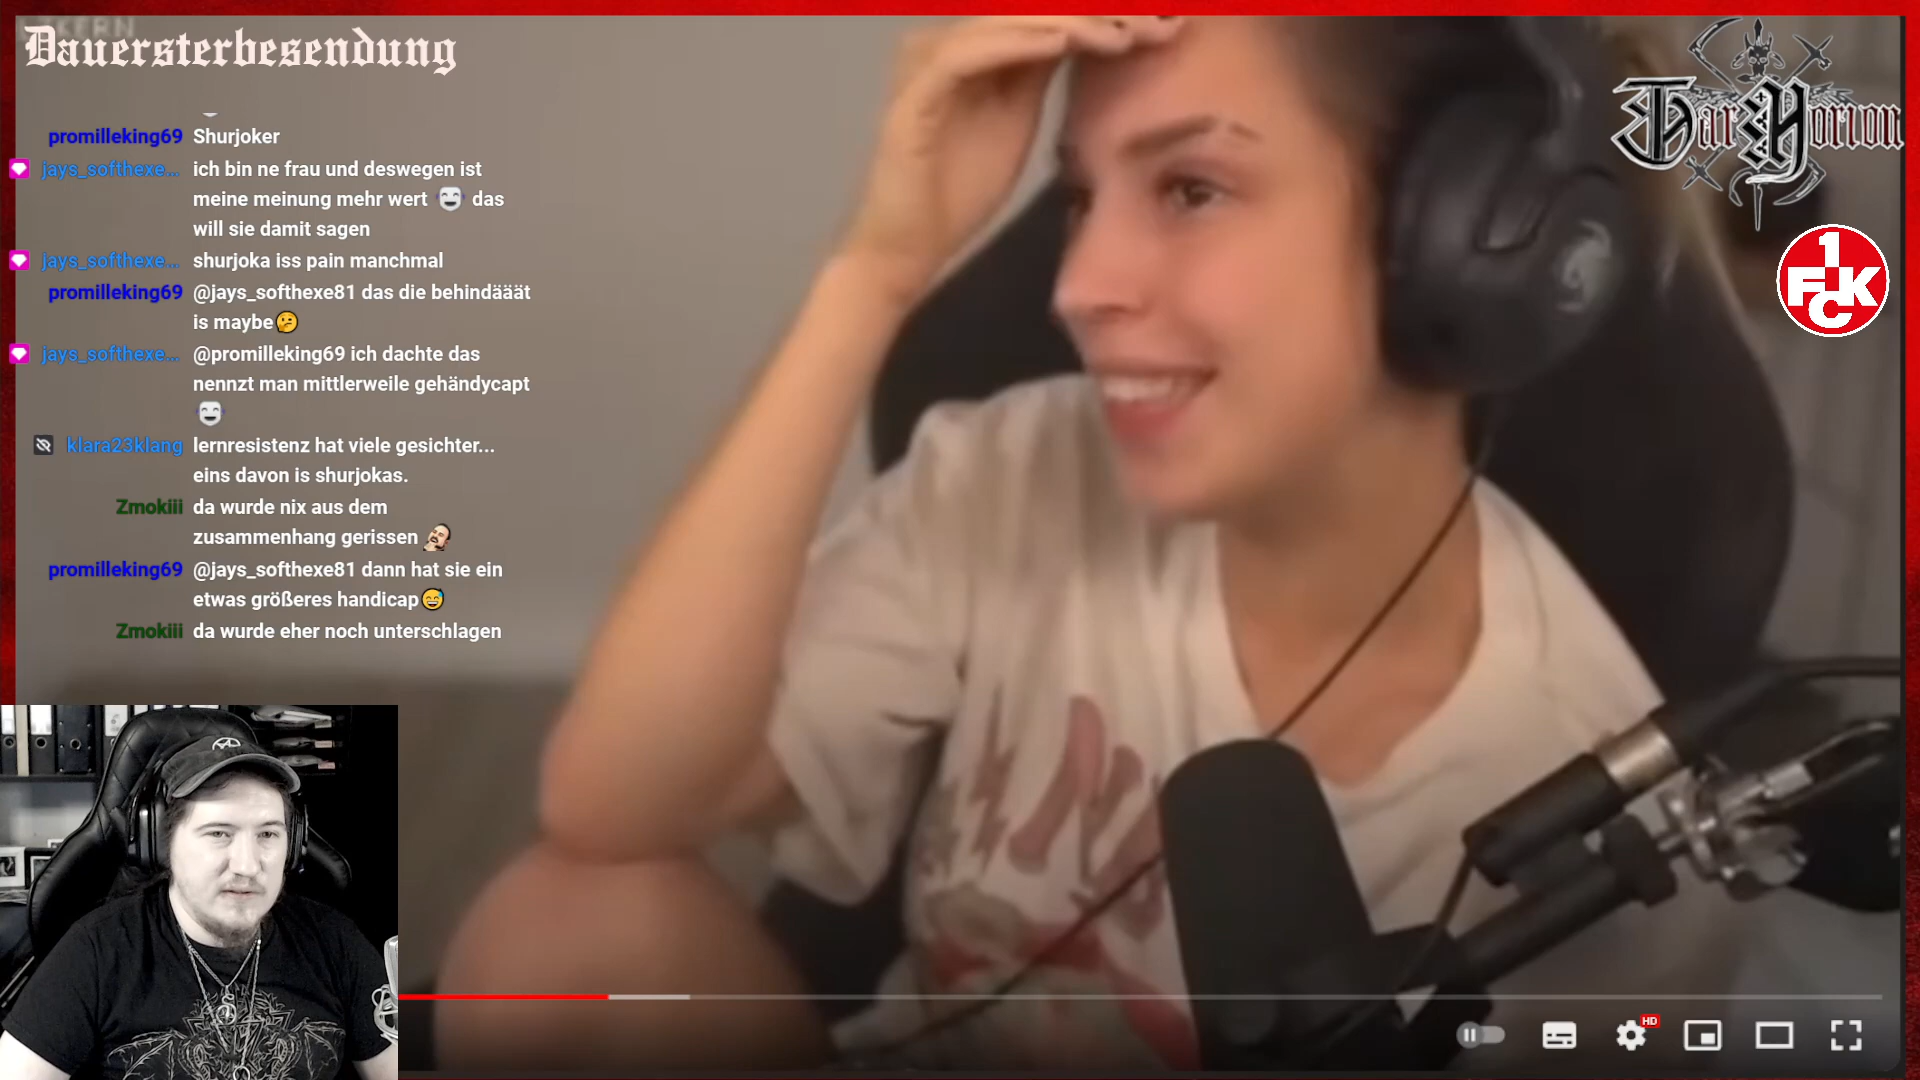 Dauersterbesendung
promilleking69 Shurjoker
jays_softhexe... ich bin ne frau und deswegen ist
meine meinung mehr wert das
will sie damit sagen
jays_softhexe... shurjoka iss pain manchmal
promilleking69 @jays_softhexe81 das die behindääät
is maybe🤔
jays_softhexe... @promilleking69 ich dachte das
nennzt man mittlerweile gehändycapt
klara23klang lernresistenz hat viele gesichter...
eins davon is shurjokas.
Zmokiii da wurde nix aus dem
zusammenhang gerissen
promilleking69 @jays_softhexe81 dann hat sie ein
etwas größeres handicap😅
Zmokiii da wurde eher noch unterschlagen
DarkHorion
1
FCK
HD